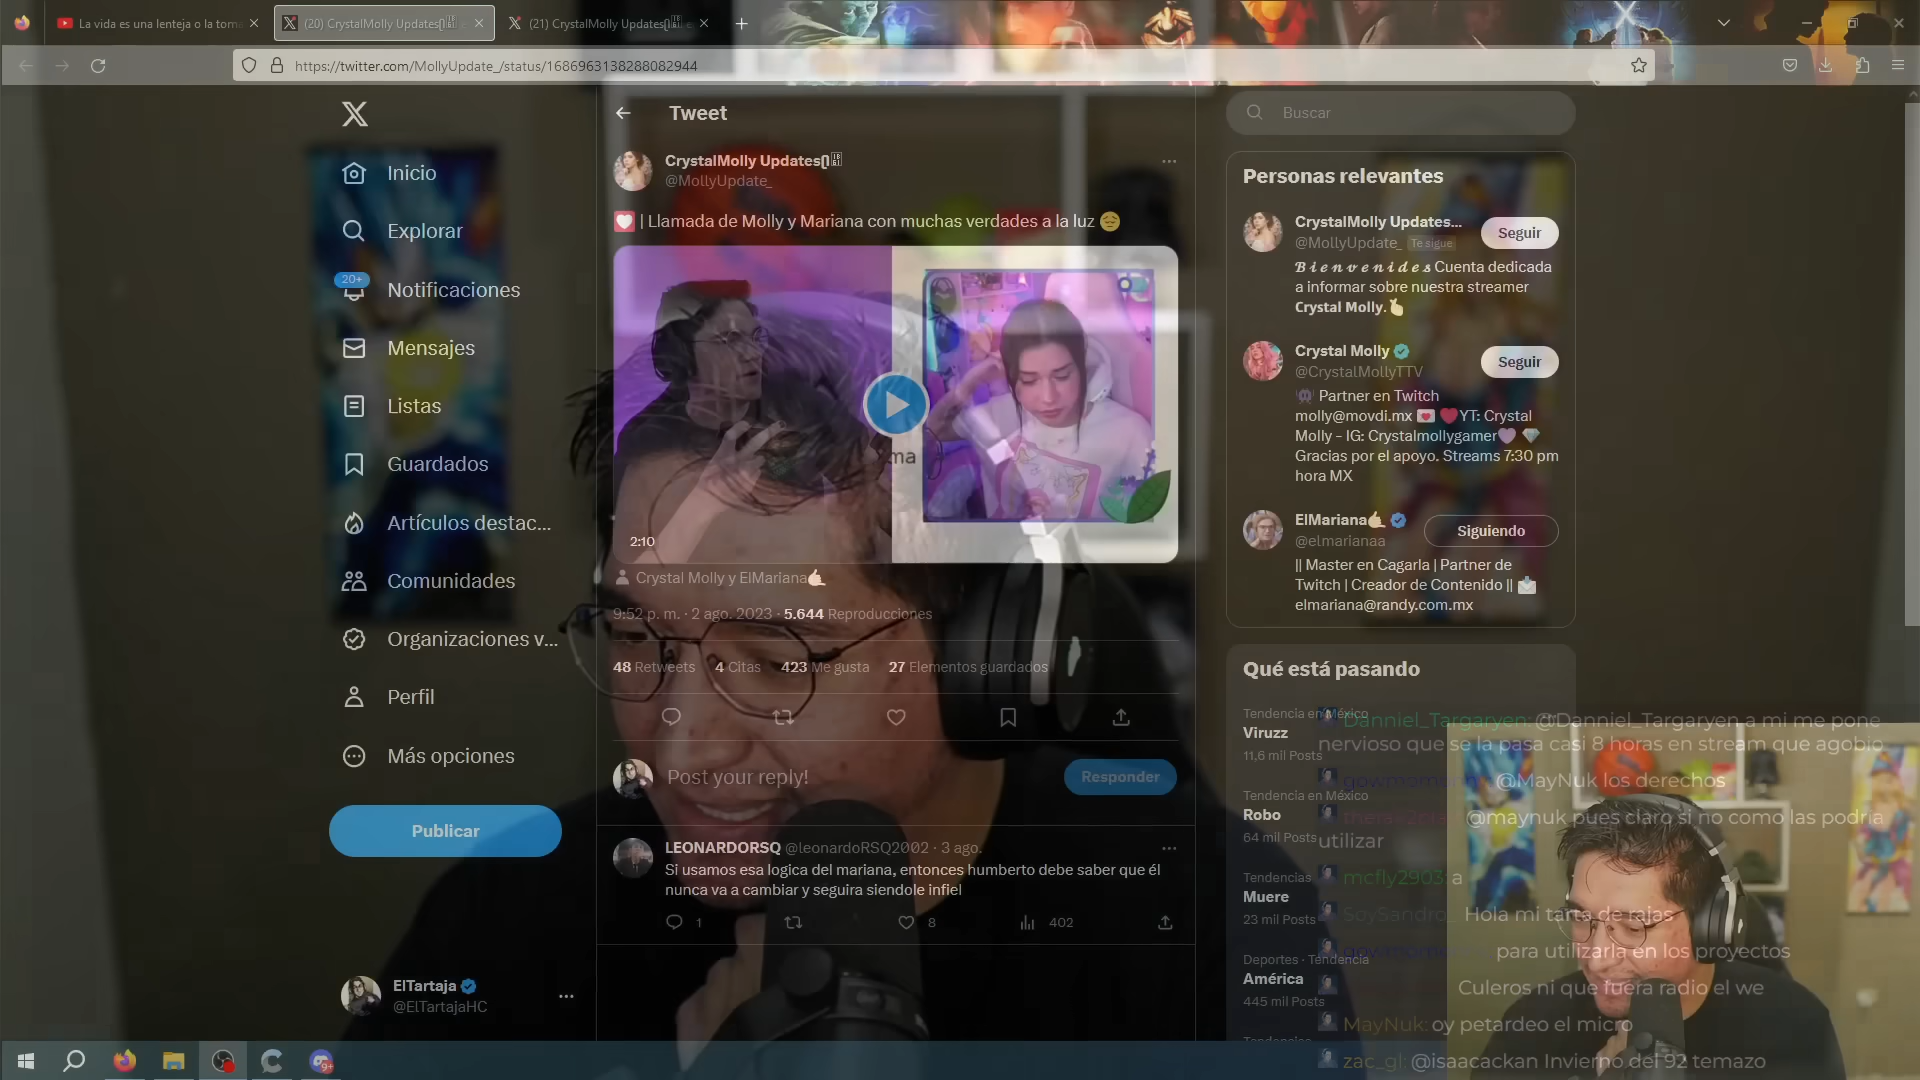 La vida es una lenteja o la toma
(20) CrystalMolly Updates
(21) CrystalMolly Updates
https://twitter.com/MollyUpdate_/status/1686963138288082944
Tweet
Buscar
CrystalMolly Updates
@MollyUpdate_
| Llamada de Molly y Mariana con muchas verdades a la luz
ma
2:10
Crystal Molly y ElMariana
9:52 p. m. · 2 ago. 2023 · 5.644 Reproducciones
48 Retweets 4 Citas 423 Me gusta 27 Elementos guardados
Post your reply!
Responder
LEONARDORSQ @leonardoRSQ2002 · 3 ago.
Si usamos esa logica del mariana, entonces humberto debe saber que él
nunca va a cambiar y seguira siendole infiel
1
8
402
Inicio
Explorar
20+
Notificaciones
Mensajes
Listas
Guardados
Artículos destac...
Comunidades
Organizaciones v...
Perfil
Más opciones
Publicar
ElTartaja
@ElTartajaHC
Personas relevantes
CrystalMolly Updates...
@MollyUpdate_ Te sigue
Seguir
𝓑𝓲𝓮𝓷𝓿𝓮𝓷𝓲𝓭𝓮𝓼 Cuenta dedicada
a informar sobre nuestra streamer
Crystal Molly.
Crystal Molly
@CrystalMollyTTV
Seguir
Partner en Twitch
molly@movdi.mx YT: Crystal
Molly - IG: Crystalmollygamer
Gracias por el apoyo. Streams 7:30 pm
hora MX
ElMariana
@elmarianaa
Siguiendo
|| Master en Cagarla | Partner de
Twitch | Creador de Contenido ||
elmariana@randy.com.mx
Qué está pasando
Tendencia en México
Viruzz
11,6 mil Posts
Tendencia en México
Robo
64 mil Posts
Tendencias
Muere
23 mil Posts
Deportes · Tendencia
América
445 mil Posts
Tendencias
Danniel_Targaryen: @Danniel_Targaryen a mi me pone
nervioso que se la pasa casi 8 horas en stream que agobio
@MayNuk los derechos
@maynuk pues claro si no como las podria
utilizar
mcfly2903: a
SoySandro_ Hola mi tarta de rajas
para utilizarla en los proyectos
Culeros ni que fuera radio el we
MayNuk: oy petardeo el micro
zac_gl: @isaacackan Invierno del 92 temazo
9+